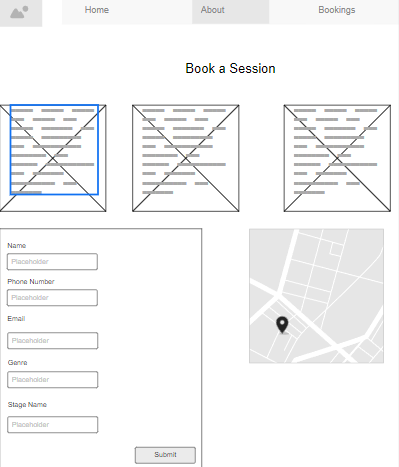 Home About Bookings
Book a Session
Name
Placeholder
Phone Number
Placeholder
Email
Placeholder
Genre
Placeholder
Stage Name
Placeholder
Submit